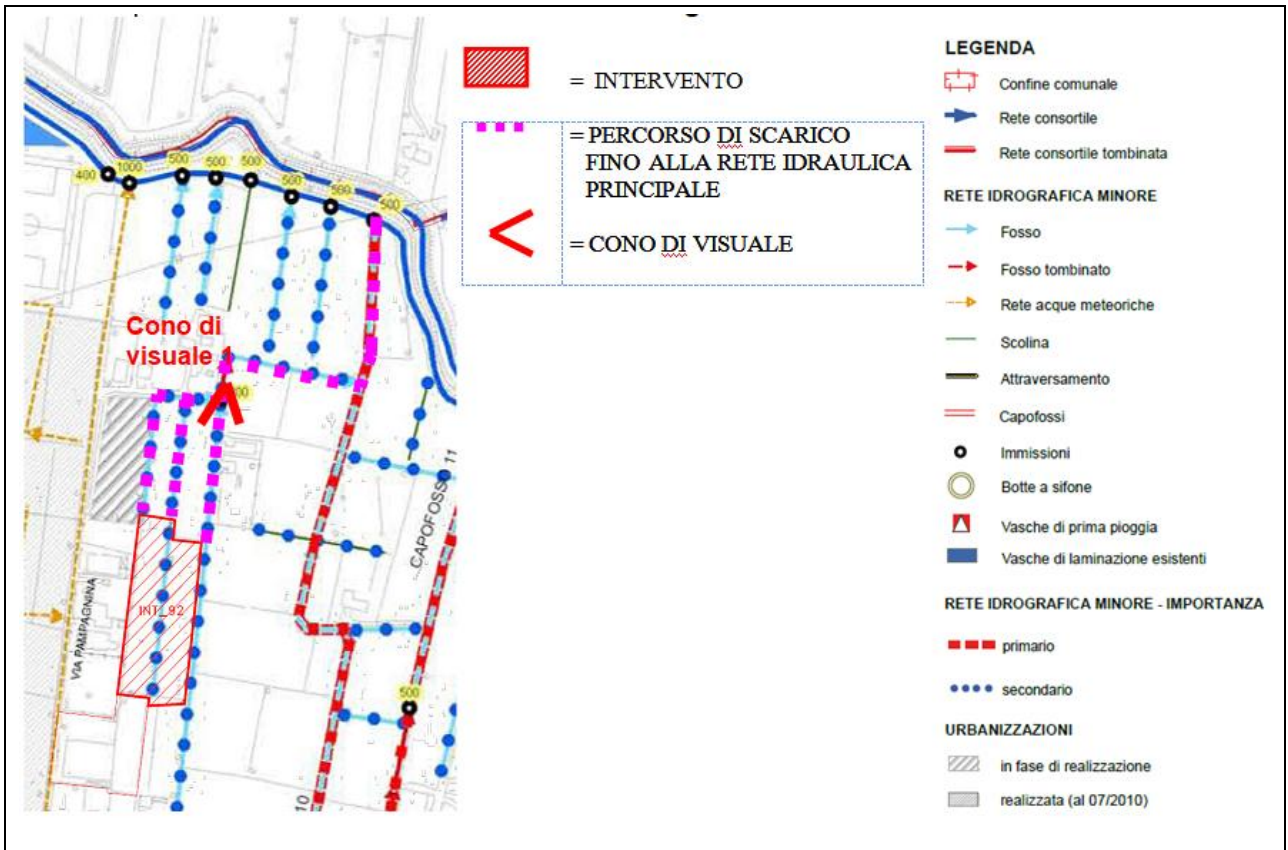 = INTERVENTO
= PERCORSO DI SCARICO
FINO ALLA RETE IDRAULICA
PRINCIPALE
= CONO DI VISUALE
400
1000
500
500
500
500
500
500
Cono di
visuale
VIA PAMPAGNINA
INT_92
CAPOFOSSO 11
500
10
LEGENDA
Confine comunale
Rete consortile
Rete consortile tombinata
RETE IDROGRAFICA MINORE
Fosso
Fosso tombinato
Rete acque meteoriche
Scolina
Attraversamento
Capofossi
Immissioni
Botte a sifone
Vasche di prima pioggia
Vasche di laminazione esistenti
RETE IDROGRAFICA MINORE - IMPORTANZA
primario
secondario
URBANIZZAZIONI
in fase di realizzazione
realizzata (al 07/2010)